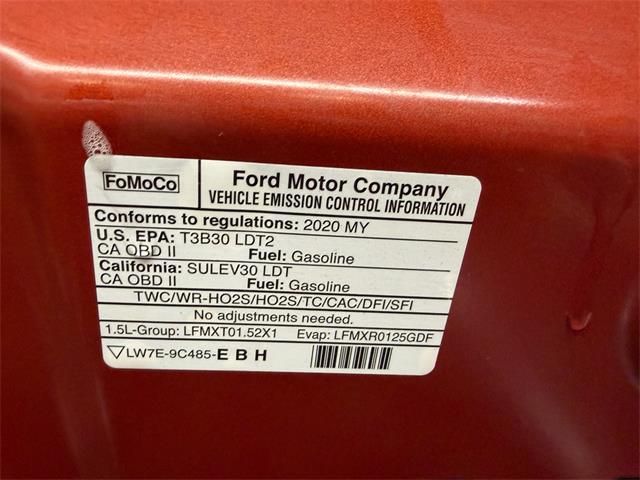 FoMoCo
Ford Motor Company
VEHICLE EMISSION CONTROL INFORMATION
Conforms to regulations: 2020 MY
U.S. EPA: T3B30 LDT2
CA OBD II Fuel: Gasoline
California: SULEV30 LDT
CA OBD II Fuel: Gasoline
TWC/WR-HO2S/HO2S/TC/CAC/DFI/SFI
No adjustments needed.
1.5L-Group: LFMXT01.52X1 Evap: LFMXR0125GDF
LW7E-9C485-E B H